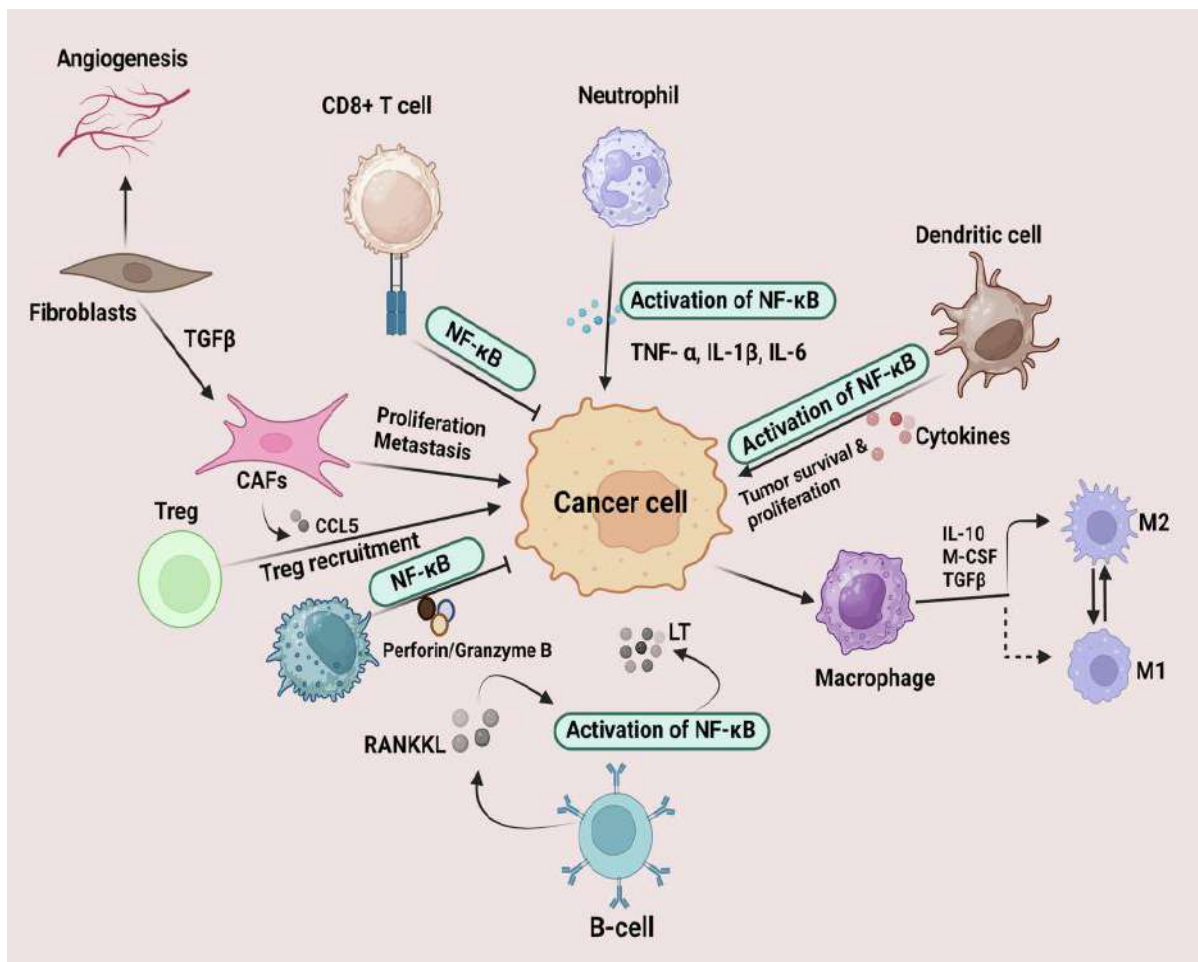 Angiogenesis
CD8+ T cell
Neutrophil
Dendritic cell
Fibroblasts
TGFβ
NF-κB
Activation of NF-κB
TNF- α, IL-1β, IL-6
Activation of NF-κB
Cytokines
Tumor survival &
proliferation
Proliferation
Metastasis
CAFs
CCL5
Treg
Treg recruitment
Cancer cell
NF-κB
Perforin/Granzyme B
IL-10
M-CSF
TGFβ
M2
M1
Macrophage
LT
RANKKL
Activation of NF-κB
B-cell